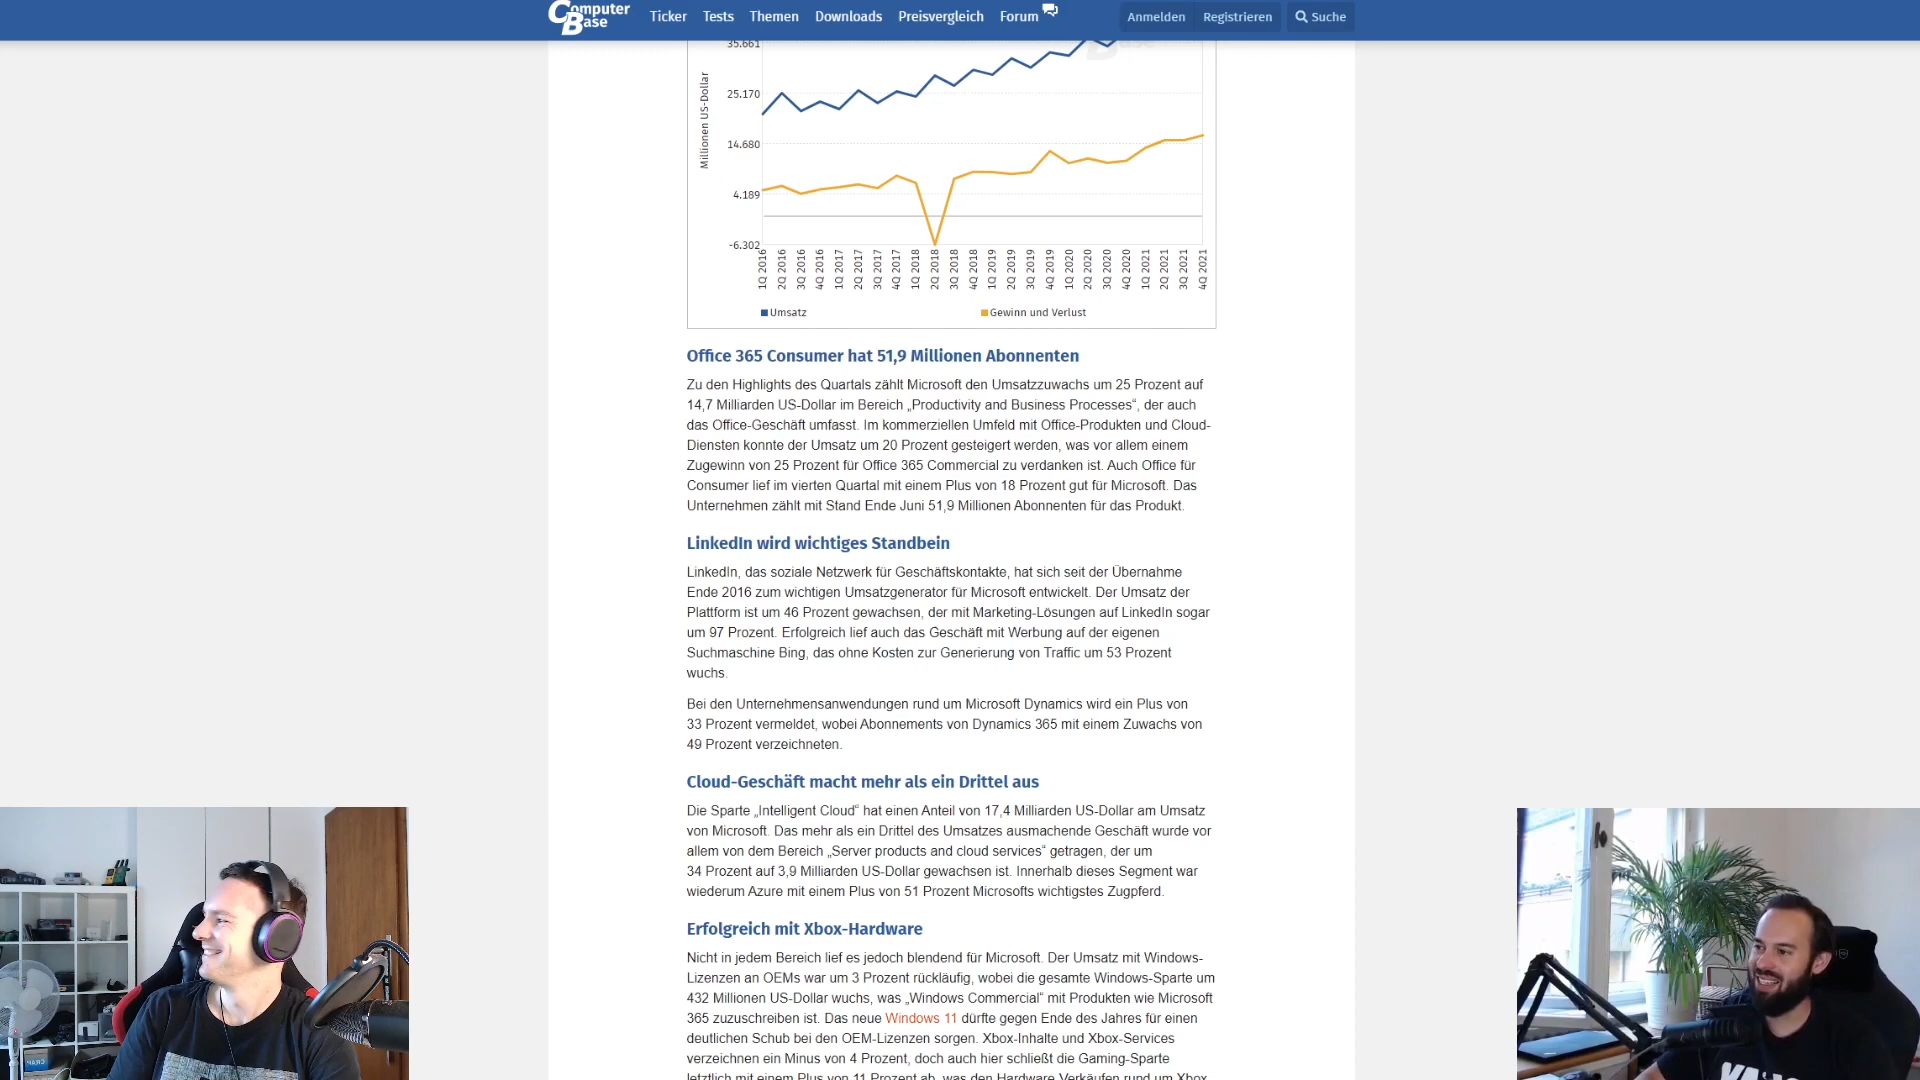 Computer Base
Ticker Tests Themen Downloads Preisvergleich Forum Anmelden Registrieren Suche
35.661
25.170
14.680
4.189
-6.302
Millionen US-Dollar
1Q 2016 2Q 2016 3Q 2016 4Q 2016 1Q 2017 2Q 2017 3Q 2017 4Q 2017 1Q 2018 2Q 2018 3Q 2018 4Q 2018 1Q 2019 2Q 2019 3Q 2019 4Q 2019 1Q 2020 2Q 2020 3Q 2020 4Q 2020 1Q 2021 2Q 2021 3Q 2021 4Q 2021
Umsatz Gewinn und Verlust
Office 365 Consumer hat 51,9 Millionen Abonnenten
Zu den Highlights des Quartals zählt Microsoft den Umsatzzuwachs um 25 Prozent auf
14,7 Milliarden US-Dollar im Bereich „Productivity and Business Processes“, der auch
das Office-Geschäft umfasst. Im kommerziellen Umfeld mit Office-Produkten und Cloud-
Diensten konnte der Umsatz um 20 Prozent gesteigert werden, was vor allem einem
Zugewinn von 25 Prozent für Office 365 Commercial zu verdanken ist. Auch Office für
Consumer lief im vierten Quartal mit einem Plus von 18 Prozent gut für Microsoft. Das
Unternehmen zählt mit Stand Ende Juni 51,9 Millionen Abonnenten für das Produkt.
LinkedIn wird wichtiges Standbein
LinkedIn, das soziale Netzwerk für Geschäftskontakte, hat sich seit der Übernahme
Ende 2016 zum wichtigen Umsatzgenerator für Microsoft entwickelt. Der Umsatz der
Plattform ist um 46 Prozent gewachsen, der mit Marketing-Lösungen auf LinkedIn sogar
um 97 Prozent. Erfolgreich lief auch das Geschäft mit Werbung auf der eigenen
Suchmaschine Bing, das ohne Kosten zur Generierung von Traffic um 53 Prozent
wuchs.
Bei den Unternehmensanwendungen rund um Microsoft Dynamics wird ein Plus von
33 Prozent vermeldet, wobei Abonnements von Dynamics 365 mit einem Zuwachs von
49 Prozent verzeichneten.
Cloud-Geschäft macht mehr als ein Drittel aus
Die Sparte „Intelligent Cloud“ hat einen Anteil von 17,4 Milliarden US-Dollar am Umsatz
von Microsoft. Das mehr als ein Drittel des Umsatzes ausmachende Geschäft wurde vor
allem von dem Bereich „Server products and cloud services“ getragen, der um
34 Prozent auf 3,9 Milliarden US-Dollar gewachsen ist. Innerhalb dieses Segment war
wiederum Azure mit einem Plus von 51 Prozent Microsofts wichtigstes Zugpferd.
Erfolgreich mit Xbox-Hardware
Nicht in jedem Bereich lief es jedoch blendend für Microsoft. Der Umsatz mit Windows-
Lizenzen an OEMs war um 3 Prozent rückläufig, wobei die gesamte Windows-Sparte um
432 Millionen US-Dollar wuchs, was „Windows Commercial“ mit Produkten wie Microsoft
365 zuzuschreiben ist. Das neue Windows 11 dürfte gegen Ende des Jahres für einen
deutlichen Schub bei den OEM-Lizenzen sorgen. Xbox-Inhalte und Xbox-Services
verzeichnen ein Minus von 4 Prozent, doch auch hier schließt die Gaming-Sparte
letztlich mit einem Plus von 11 Prozent ab, was den Hardware Verkäufen rund um Xbox